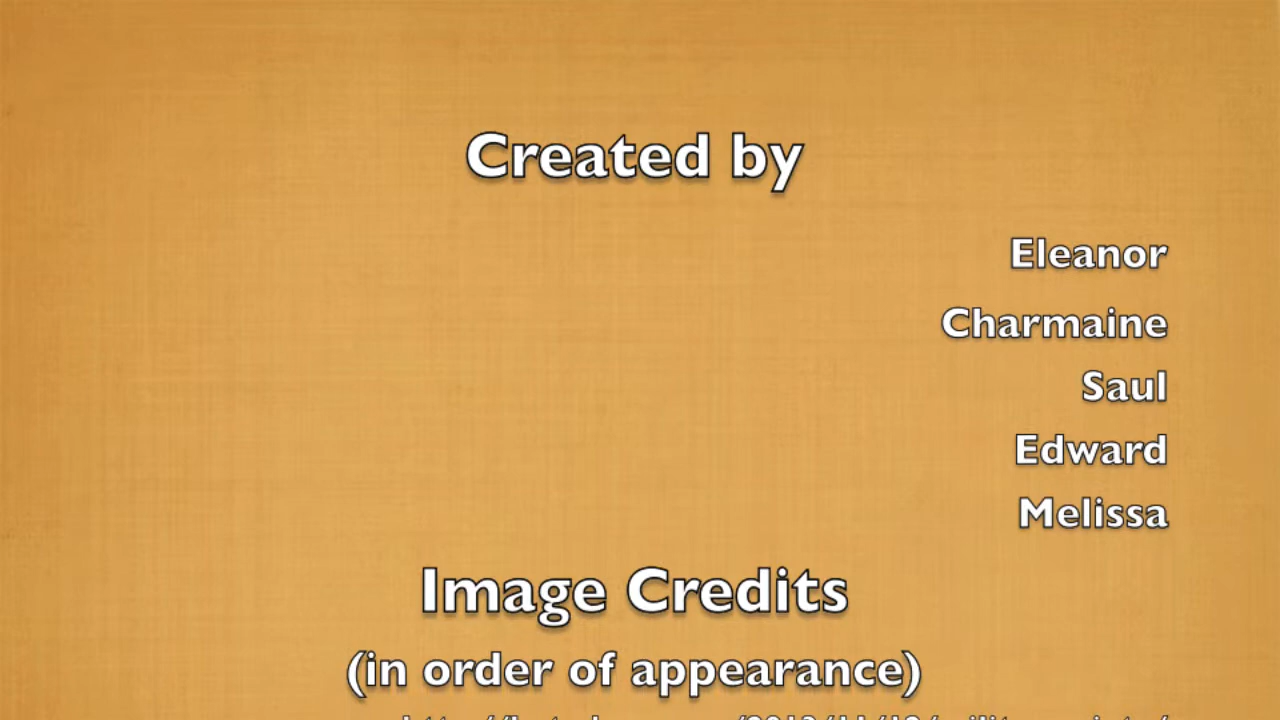 Created by
Eleanor
Charmaine
Saul
Edward
Melissa
Image Credits
(in order of appearance)